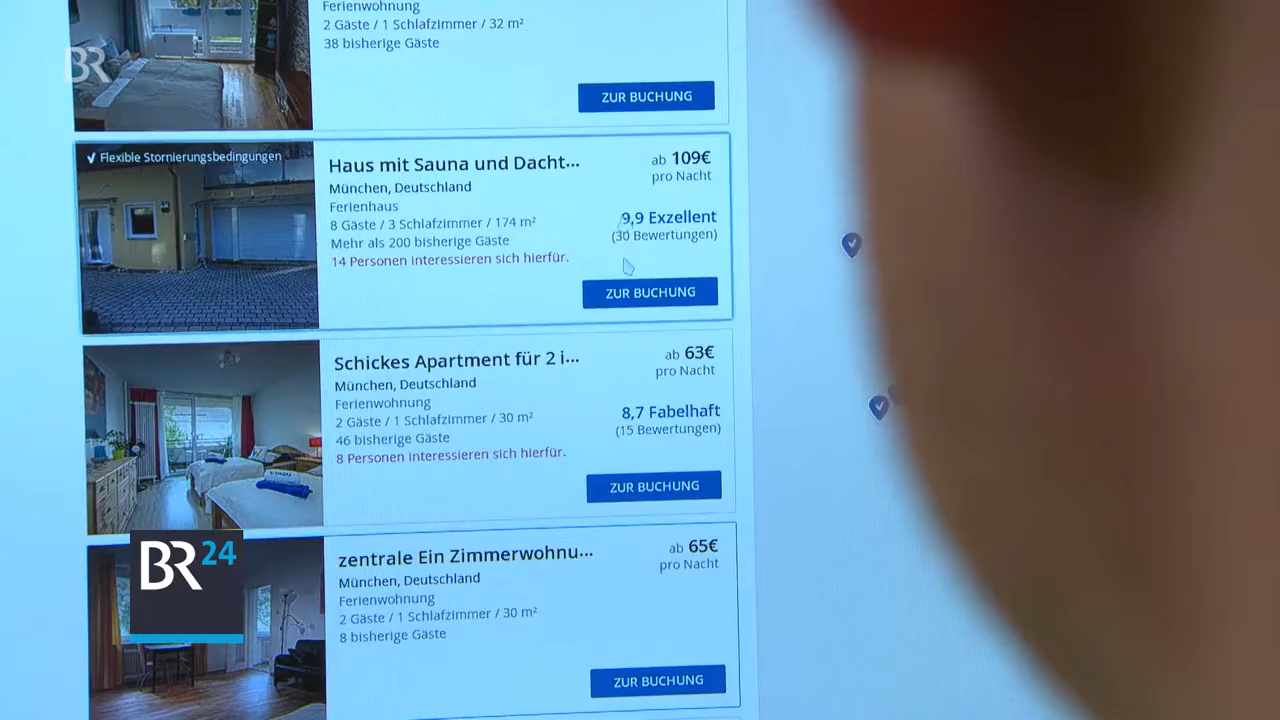 BR
Ferienwohnung
2 Gäste / 1 Schlafzimmer / 32 m²
38 bisherige Gäste
ZUR BUCHUNG
Flexible Stornierungsbedingungen
Haus mit Sauna und Dacht...
ab 109€
pro Nacht
München, Deutschland
Ferienhaus
8 Gäste / 3 Schlafzimmer / 174 m²
9,9 Exzellent
Mehr als 200 bisherige Gäste
(30 Bewertungen)
14 Personen interessieren sich hierfür.
ZUR BUCHUNG
Schickes Apartment für 2 i...
ab 63€
pro Nacht
München, Deutschland
Ferienwohnung
2 Gäste / 1 Schlafzimmer / 30 m²
8,7 Fabelhaft
46 bisherige Gäste
(15 Bewertungen)
8 Personen interessieren sich hierfür.
ZUR BUCHUNG
BR24
zentrale Ein Zimmerwohnu...
ab 65€
pro Nacht
München, Deutschland
Ferienwohnung
2 Gäste / 1 Schlafzimmer / 30 m²
8 bisherige Gäste
ZUR BUCHUNG